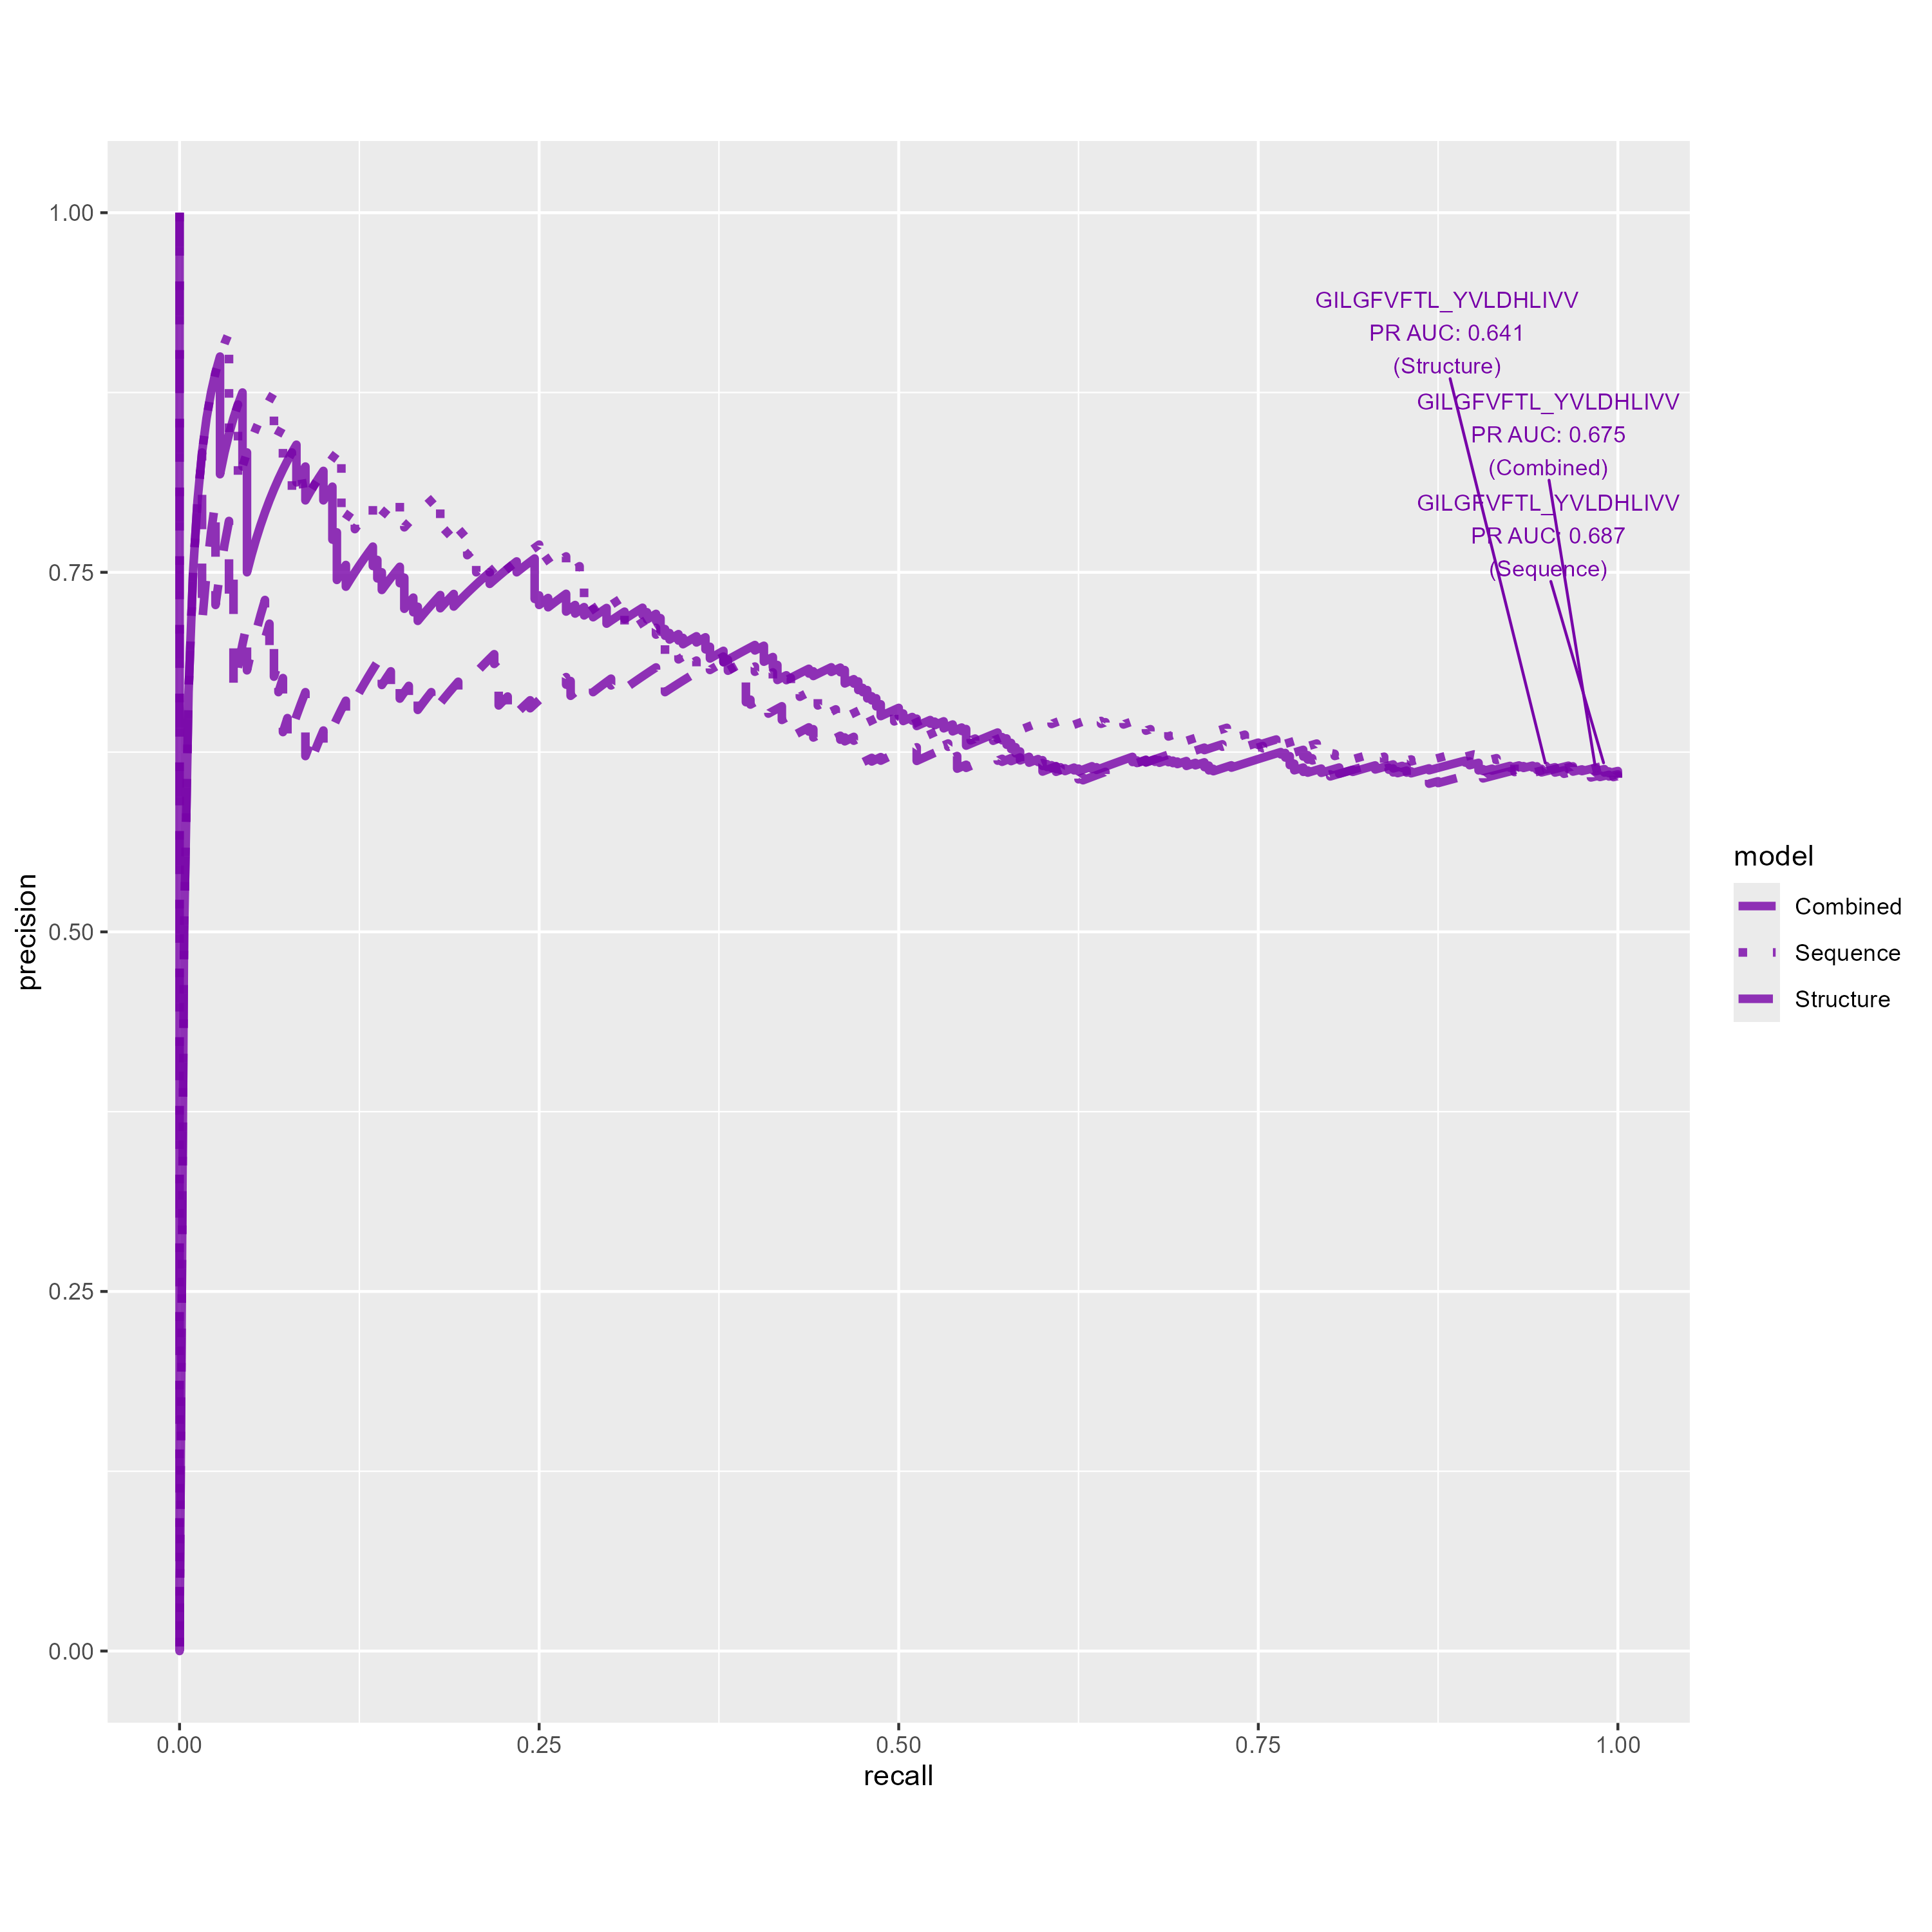 1.00
0.75
0.50
0.25
0.00
precision
GILGFVFTL_YVLDHLIVV
PR AUC: 0.641
(Structure)
GILGFVFTL_YVLDHLIVV
PR AUC: 0.675
(Combined)
GILGFVFTL_YVLDHLIVV
PR AUC: 0.687
(Sequence)
model
Combined
Sequence
Structure
0.00
0.25
0.50
0.75
1.00
recall